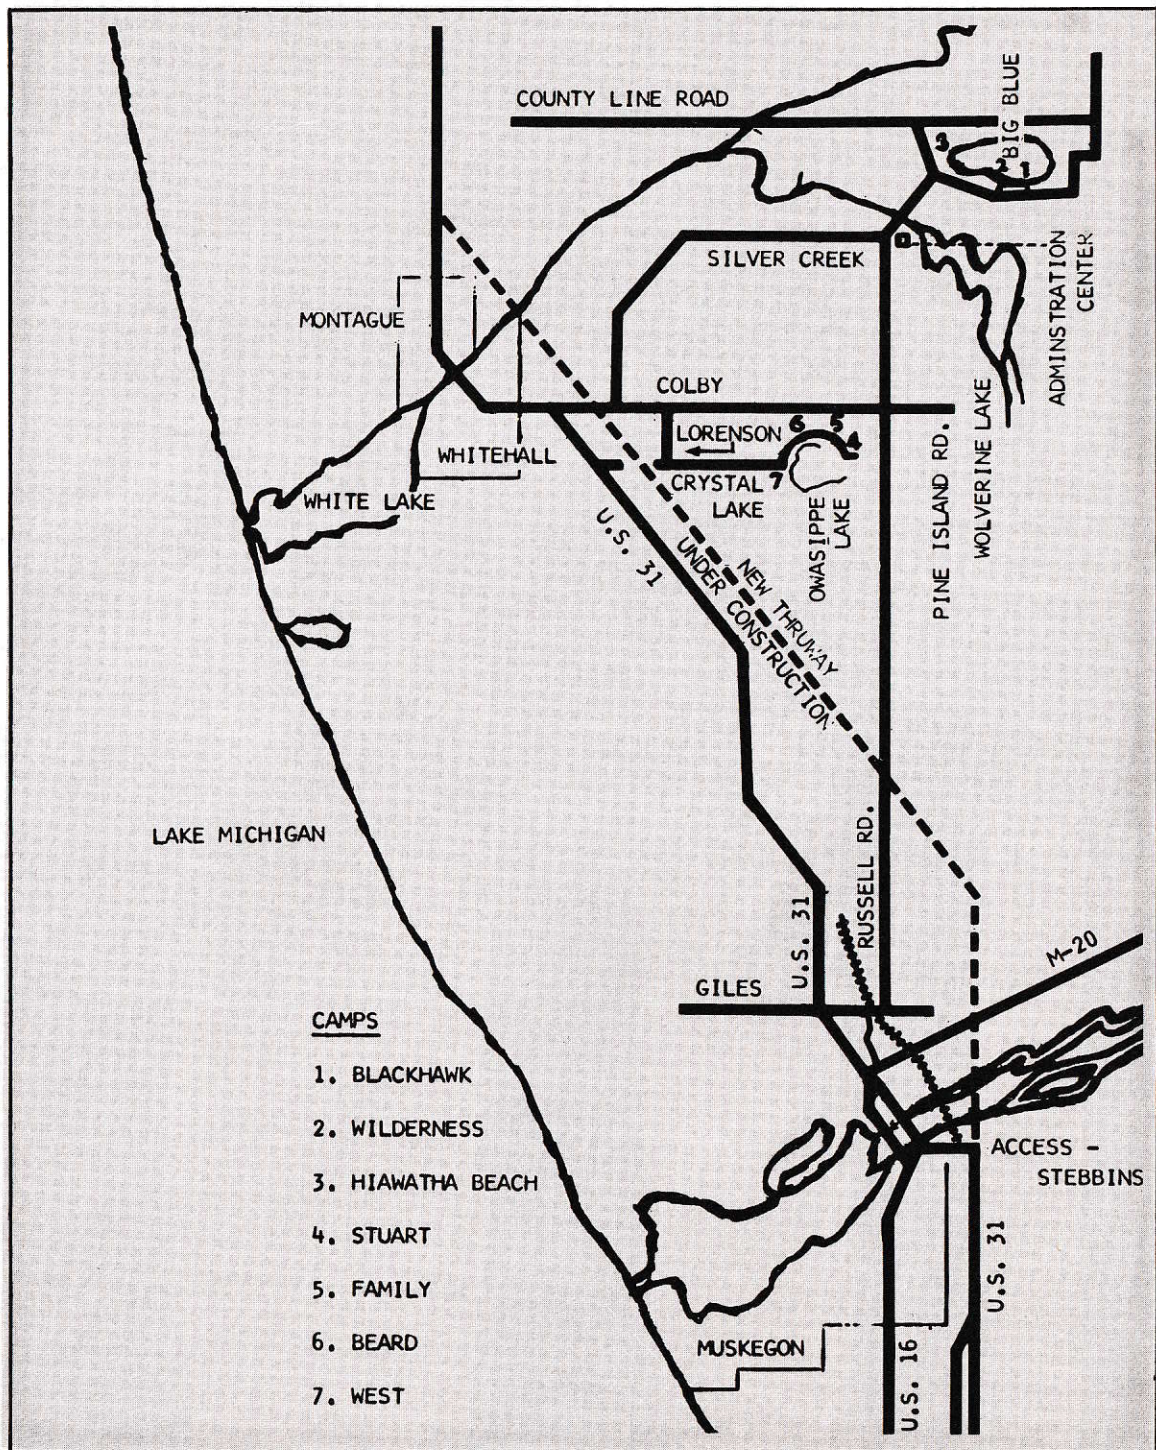 COUNTY LINE ROAD
BIG BLUE
3
2
1
SILVER CREEK
ADMINSTRATION
CENTER
MONTAGUE
COLBY
LORENSON
6
5
4
7
WHITEHALL
CRYSTAL
LAKE
WHITE LAKE
OWASIPPE
LAKE
PINE ISLAND RD.
WOLVERINE LAKE
U.S. 31
NEW THRUWAY
UNDER CONSTRUCTION
LAKE MICHIGAN
RUSSELL RD.
U.S. 31
M-20
GILES
CAMPS
1. BLACKHAWK
2. WILDERNESS
3. HIAWATHA BEACH
4. STUART
5. FAMILY
6. BEARD
7. WEST
ACCESS -
STEBBINS
U.S. 31
MUSKEGON
U.S. 16